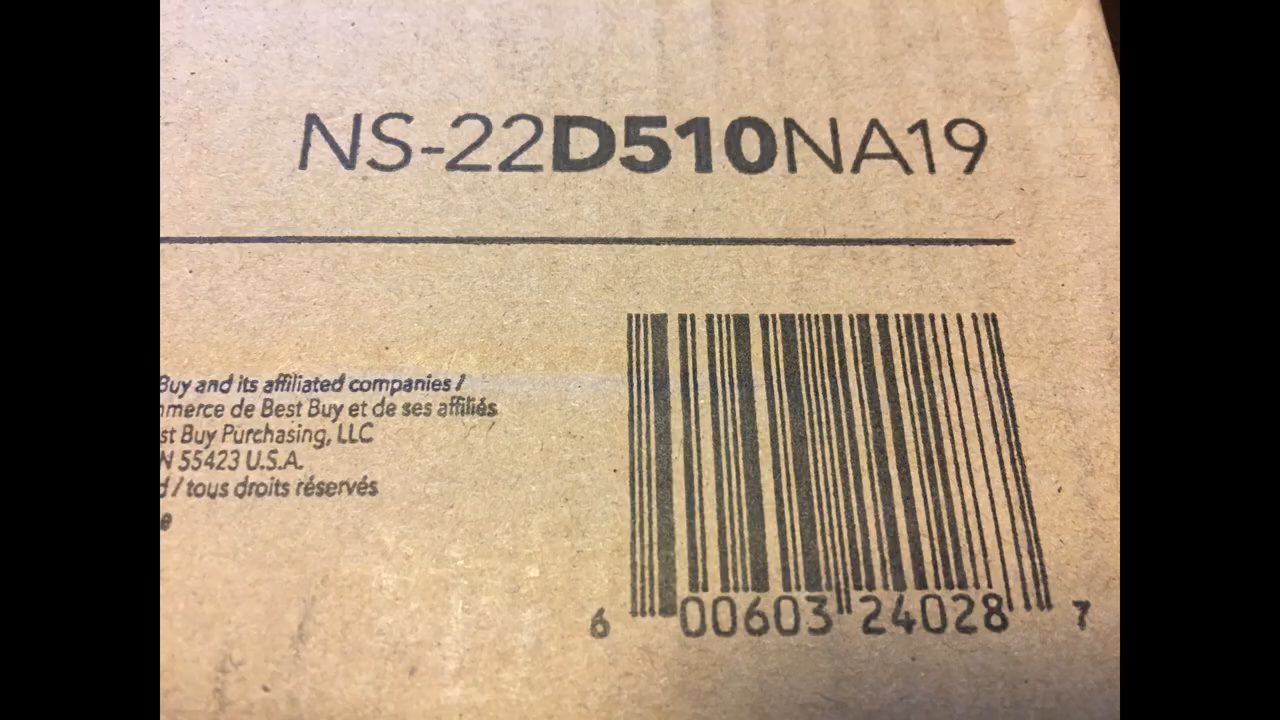 NS-22D510NA19
Buy and its affiliated companies /
mmerce de Best Buy et de ses affiliés
st Buy Purchasing, LLC
N 55423 U.S.A.
d / tous droits réservés
e
6 00603 24028 7